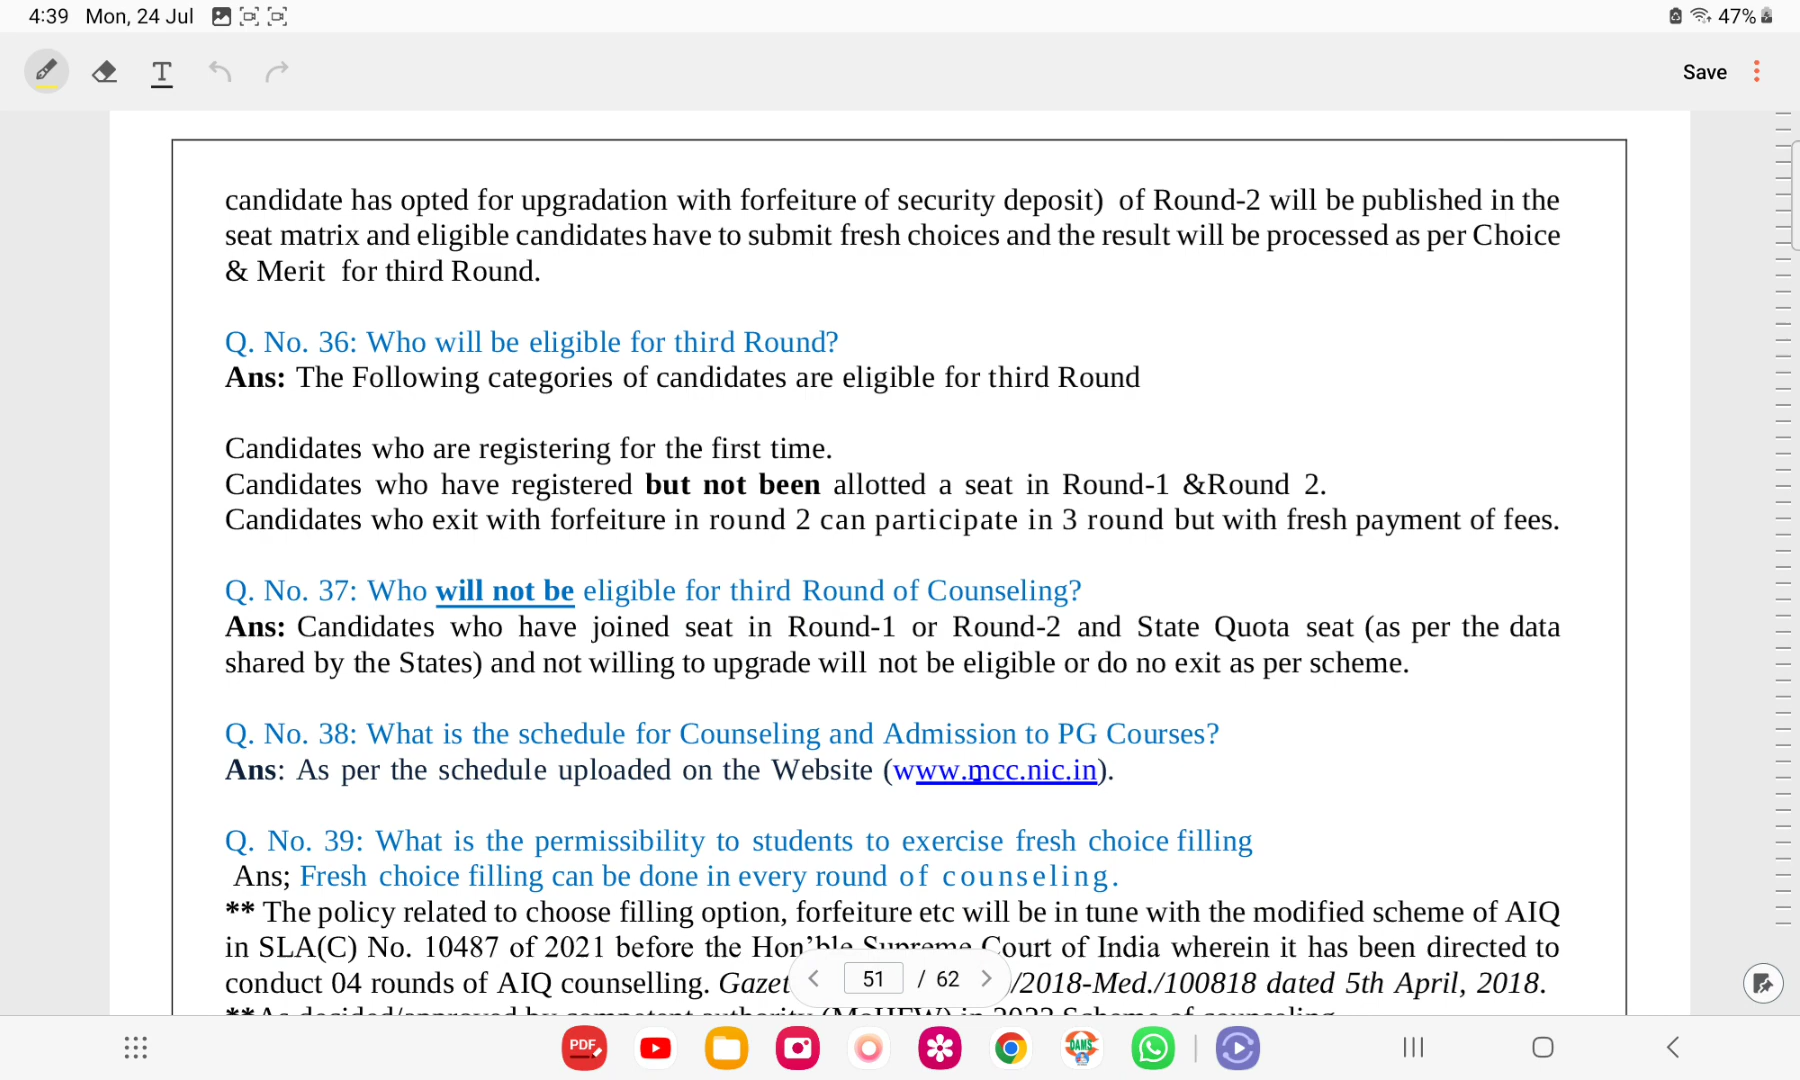 4:39 Mon, 24 Jul
47%
Save
candidate has opted for upgradation with forfeiture of security deposit) of Round-2 will be published in the
seat matrix and eligible candidates have to submit fresh choices and the result will be processed as per Choice
& Merit for third Round.
Q. No. 36: Who will be eligible for third Round?
Ans: The Following categories of candidates are eligible for third Round
Candidates who are registering for the first time.
Candidates who have registered but not been allotted a seat in Round-1 &Round 2.
Candidates who exit with forfeiture in round 2 can participate in 3 round but with fresh payment of fees.
Q. No. 37: Who will not be eligible for third Round of Counseling?
Ans: Candidates who have joined seat in Round-1 or Round-2 and State Quota seat (as per the data
shared by the States) and not willing to upgrade will not be eligible or do no exit as per scheme.
Q. No. 38: What is the schedule for Counseling and Admission to PG Courses?
Ans: As per the schedule uploaded on the Website (www.mcc.nic.in).
Q. No. 39: What is the permissibility to students to exercise fresh choice filling
Ans; Fresh choice filling can be done in every round of counseling.
** The policy related to choose filling option, forfeiture etc will be in tune with the modified scheme of AIQ
in SLA(C) No. 10487 of 2021 before the Hon'ble Supreme Court of India wherein it has been directed to
conduct 04 rounds of AIQ counselling. Gazet /2018-Med./100818 dated 5th April, 2018.
51 / 62
**As decided/approved by competent authority (MoHFW) in 2023 Scheme of counseling
PDF
DAMS